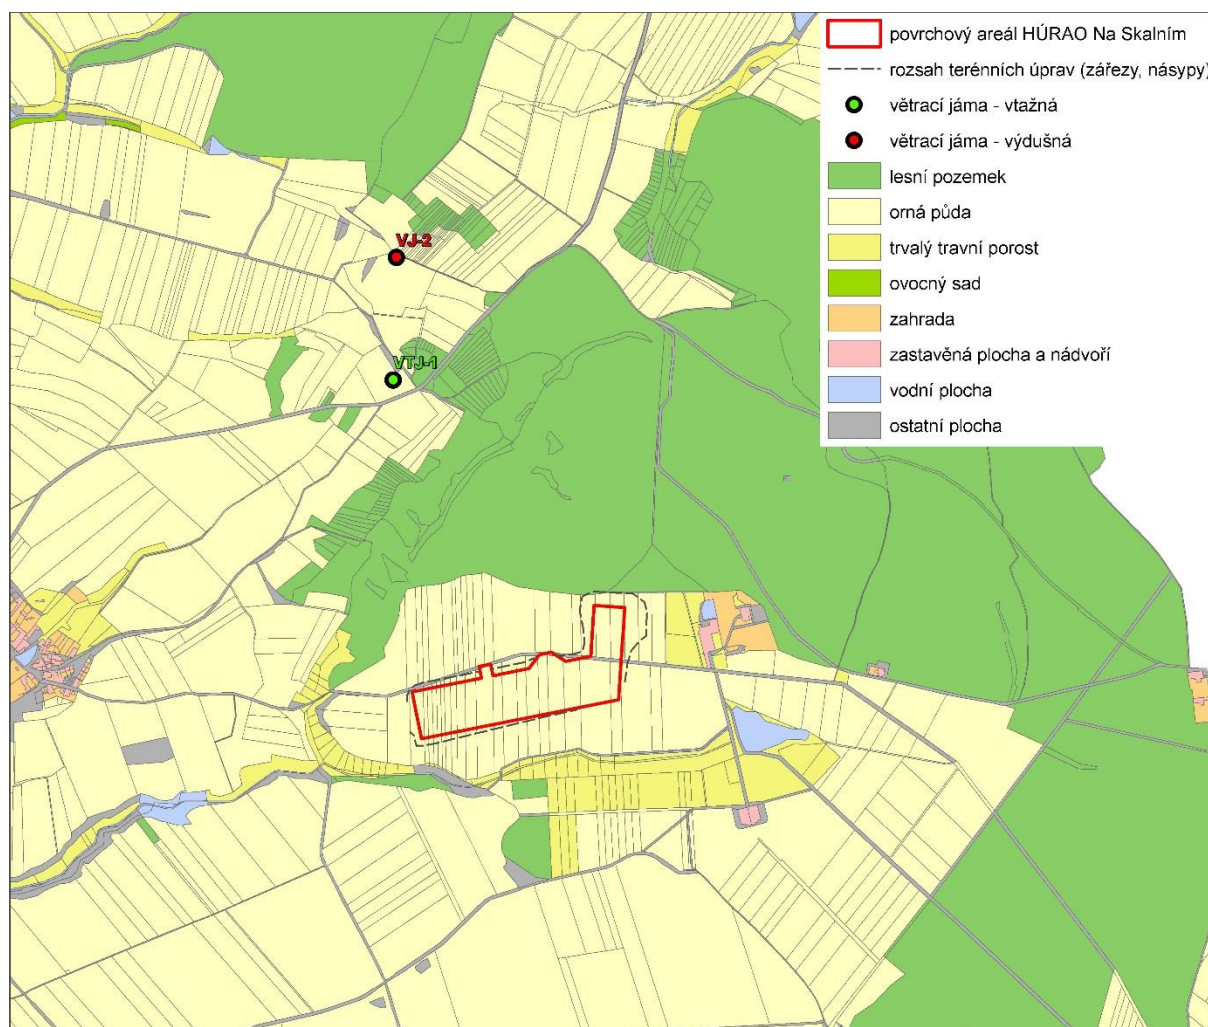 povrchový areál HÚRAO Na Skalním
rozsah terénních úprav (zářezy, násypy)
větrací jáma - vtažná
větrací jáma - výdušná
lesní pozemek
orná půda
trvalý travní porost
ovocný sad
zahrada
zastavěná plocha a nádvoří
vodní plocha
ostatní plocha
VJ-2
VTJ-1